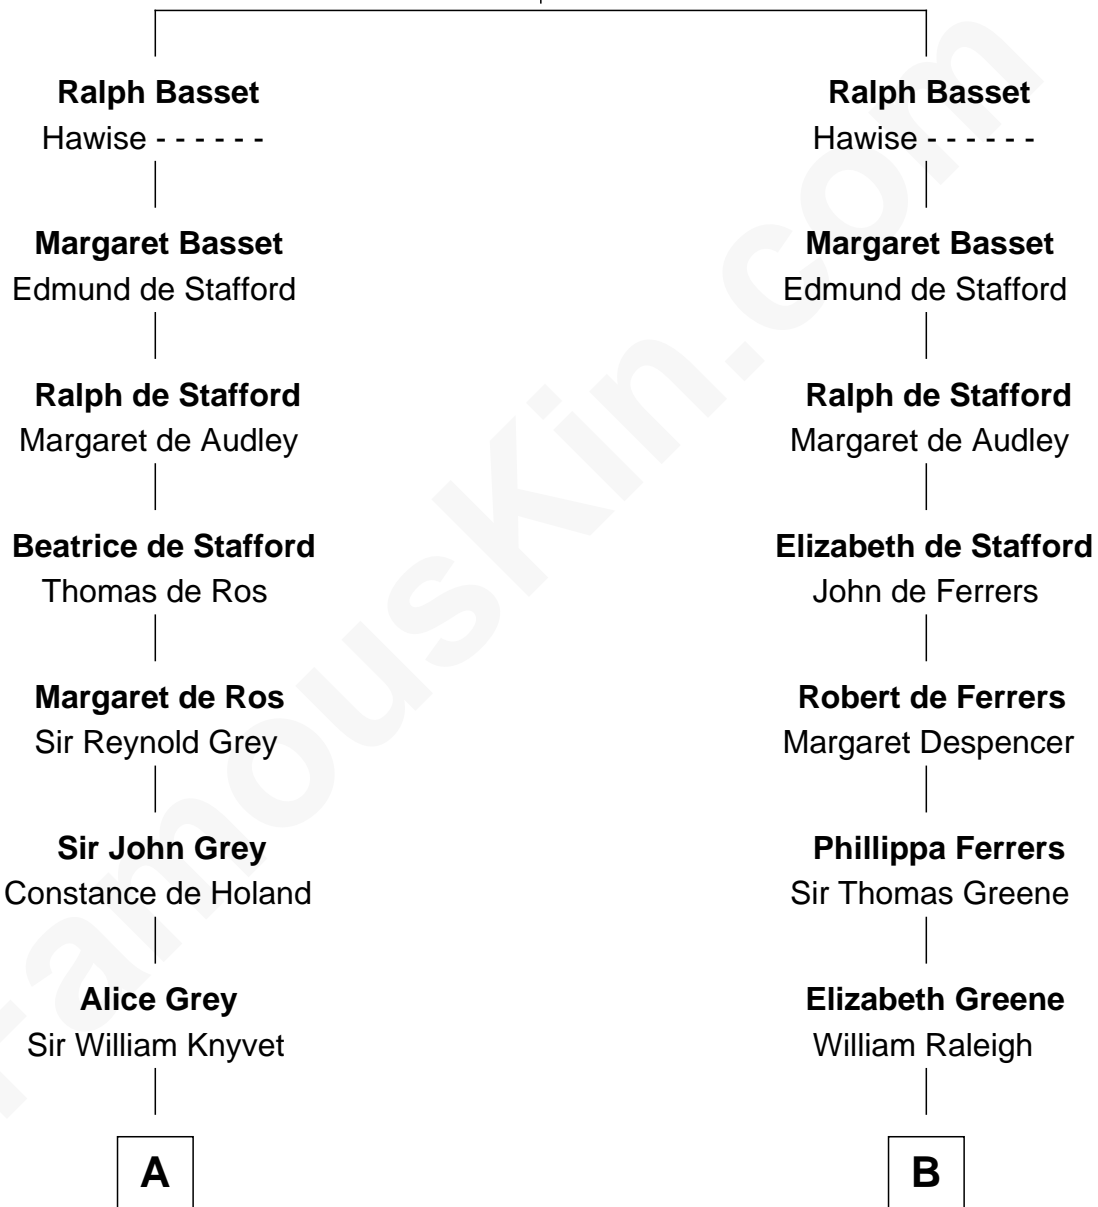 Ralph Basset
Hawise - - - - - -
Margaret Basset
Edmund de Stafford
Ralph de Stafford
Margaret de Audley
Beatrice de Stafford
Thomas de Ros
Margaret de Ros
Sir Reynold Grey
Sir John Grey
Constance de Holand
Alice Grey
Sir William Knyvet
A
Ralph Basset
Hawise - - - - - -
Margaret Basset
Edmund de Stafford
Ralph de Stafford
Margaret de Audley
Elizabeth de Stafford
John de Ferrers
Robert de Ferrers
Margaret Despencer
Phillippa Ferrers
Sir Thomas Greene
Elizabeth Greene
William Raleigh
B
FamousKin.com